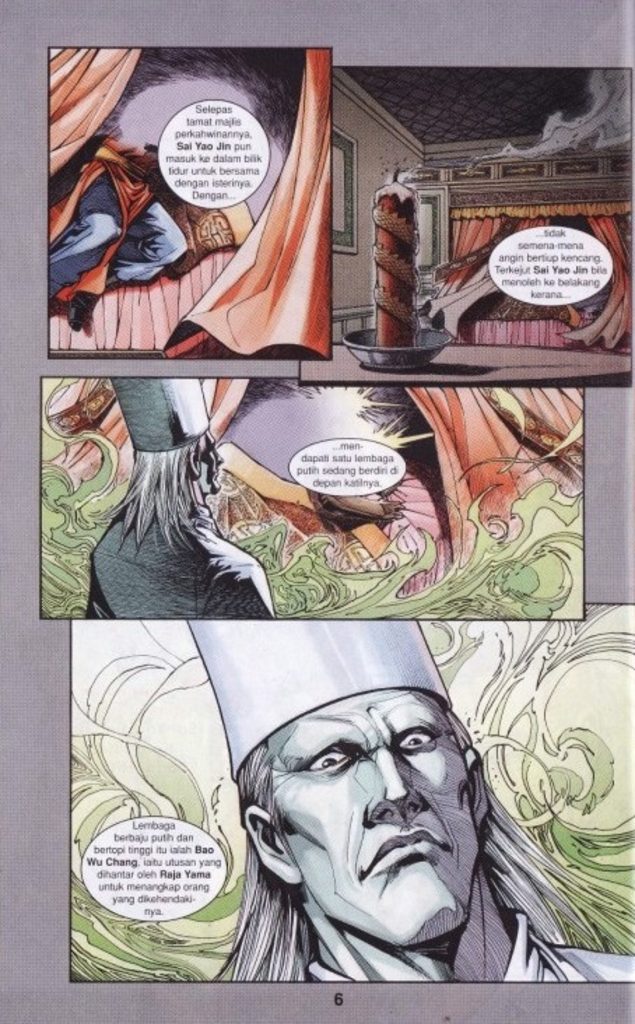 Selepas
tamat majlis
perkahwinannya,
Sai Yao Jin pun
masuk ke dalam bilik
tidur untuk bersama
dengan isterinya.
Dengan...
...tidak
semena-mena
angin bertiup kencang.
Terkejut Sai Yao Jin bila
menoleh ke belakang
kerana...
...men-
dapati satu lembaga
putih sedang berdiri di
depan katilnya.
Lembaga
berbaju putih dan
bertopi tinggi itu ialah Bao
Wu Chang, iaitu utusan yang
dihantar oleh Raja Yama
untuk menangkap orang
yang dikehendaki-
nya.
6